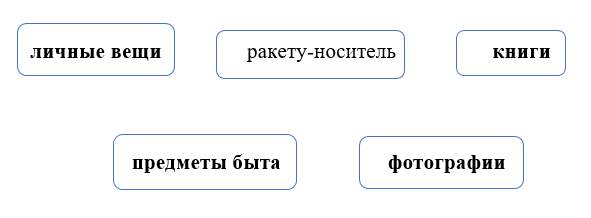 личные вещи
ракету-носитель
книги
предметы быта
фотографии